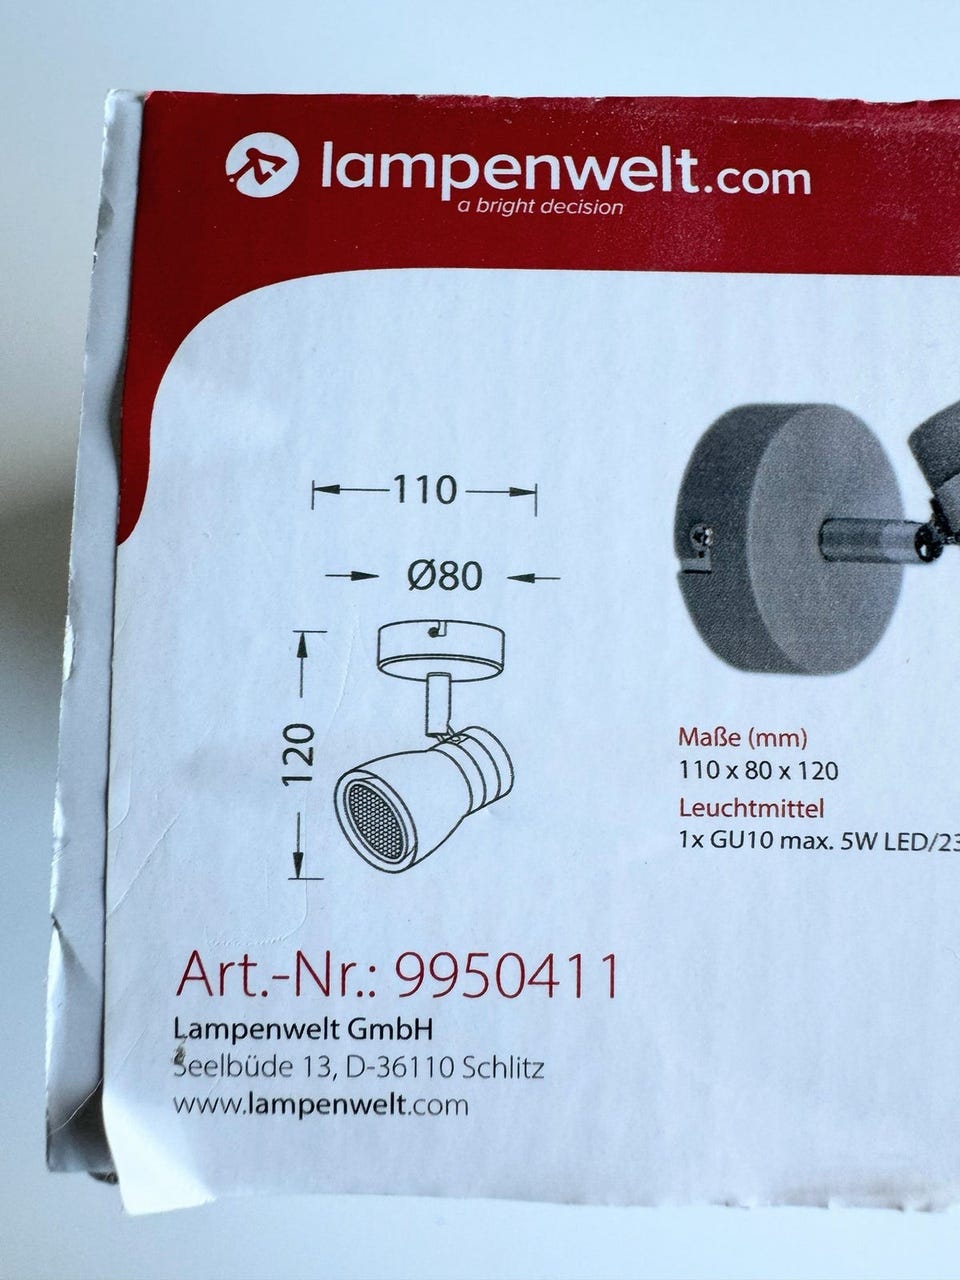 lampenwelt.com
a bright decision
110
Ø80
120
Maße (mm)
110 x 80 x 120
Leuchtmittel
1x GU10 max. 5W LED/23
Art.-Nr.: 9950411
Lampenwelt GmbH
Seelbüde 13, D-36110 Schlitz
www.lampenwelt.com